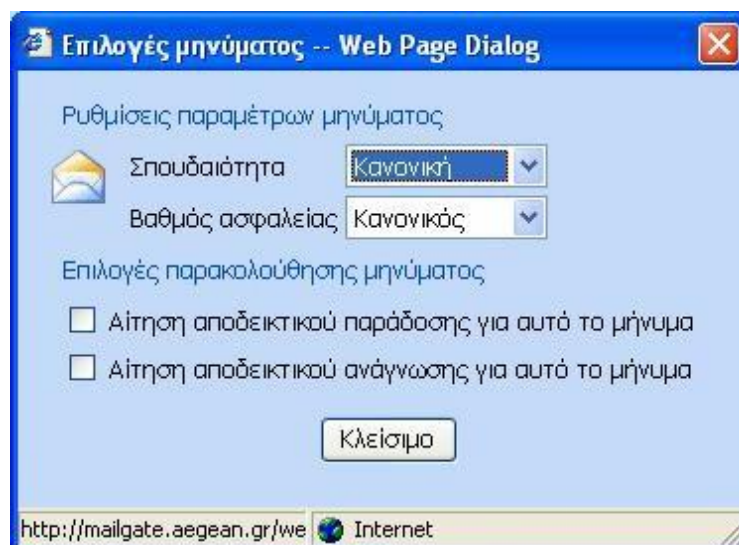 Επιλογές μηνύματος -- Web Page Dialog
Ρυθμίσεις παραμέτρων μηνύματος
Σπουδαιότητα Κανονική
Βαθμός ασφαλείας Κανονικός
Επιλογές παρακολούθησης μηνύματος
Αίτηση αποδεικτικού παράδοσης για αυτό το μήνυμα
Αίτηση αποδεικτικού ανάγνωσης για αυτό το μήνυμα
Κλείσιμο
http://mailgate.aegean.gr/we Internet